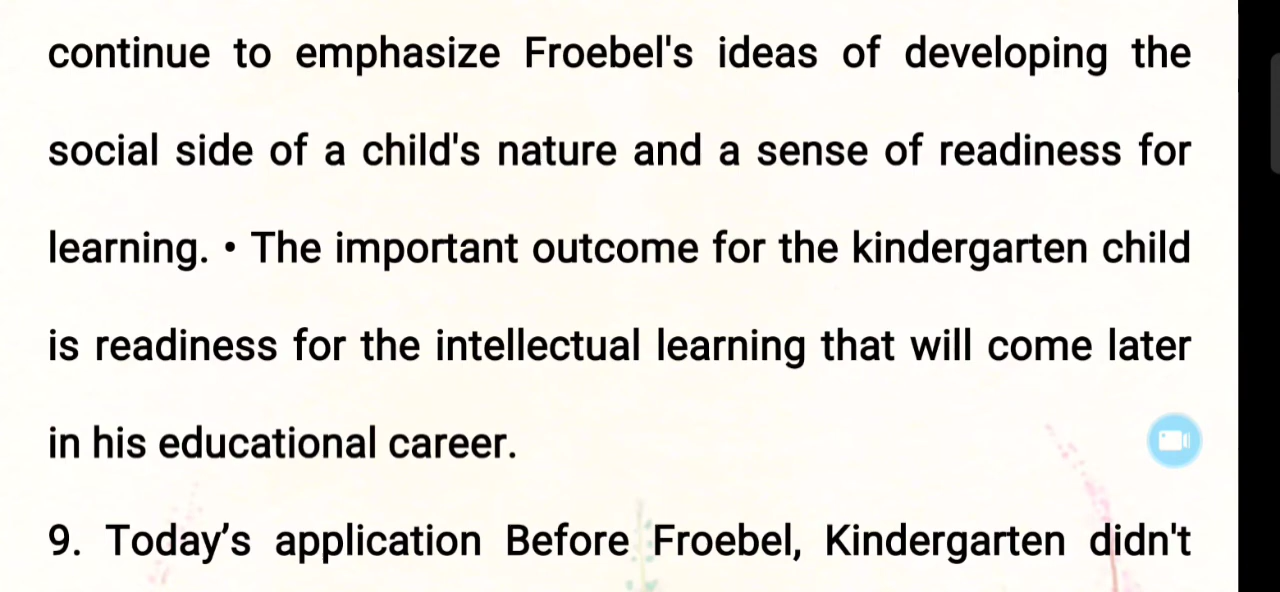 continue to emphasize Froebel's ideas of developing the
social side of a child's nature and a sense of readiness for
learning. • The important outcome for the kindergarten child
is readiness for the intellectual learning that will come later
in his educational career.
9. Today’s application Before Froebel, Kindergarten didn't